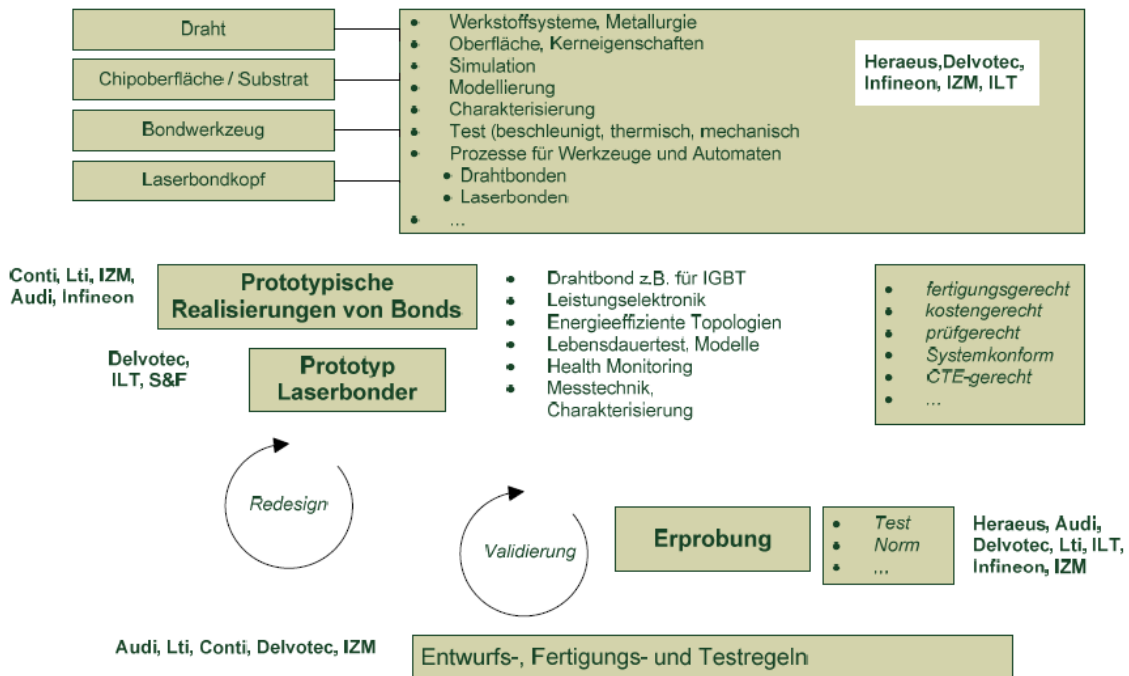 Draht
Chipoberfläche / Substrat
Bondwerkzeug
Laserbondkopf
• Werkstoffsysteme, Metallurgie
• Oberfläche, Kerneigenschaften
• Simulation
• Modellierung
• Charakterisierung
• Test (beschleunigt, thermisch, mechanisch
• Prozesse für Werkzeuge und Automaten
• Drahtbonden
• Laserbonden
• ...
Heraeus,Delvotec,
Infineon, IZM, ILT
Conti, Lti, IZM,
Audi, Infineon
Prototypische
Realisierungen von Bonds
Delvotec,
ILT, S&F
Prototyp
Laserbonder
• Drahtbond z.B. für IGBT
• Leistungselektronik
• Energieeffiziente Topologien
• Lebensdauertest, Modelle
• Health Monitoring
• Messtechnik,
Charakterisierung
• fertigungsgerecht
• kostengerecht
• prüfgerecht
• Systemkonform
• CTE-gerecht
• ...
Redesign
Validierung
Erprobung
• Test
• Norm
• ...
Heraeus, Audi,
Delvotec, Lti, ILT,
Infineon, IZM
Audi, Lti, Conti, Delvotec, IZM
Entwurfs-, Fertigungs- und Testregeln